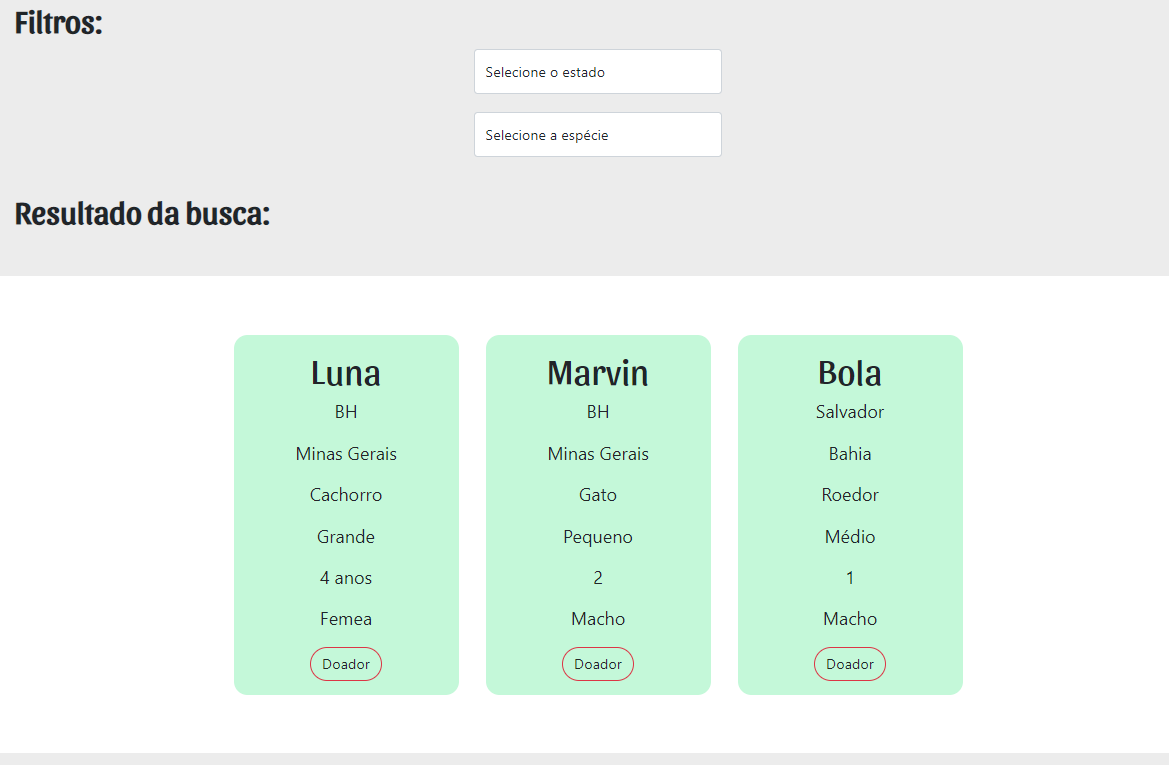 Filtros:
Selecione o estado
Selecione a espécie
Resultado da busca:
Luna
BH
Minas Gerais
Cachorro
Grande
4 anos
Femea
Doador
Marvin
BH
Minas Gerais
Gato
Pequeno
2
Macho
Doador
Bola
Salvador
Bahia
Roedor
Médio
1
Macho
Doador